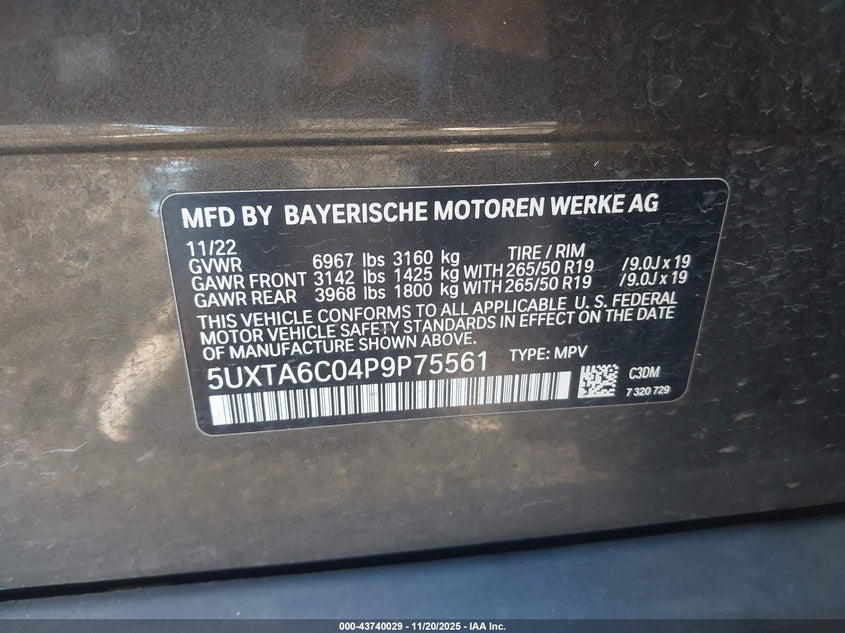 MFD BY BAYERISCHE MOTOREN WERKE AG
11/22
GVWR 6967 lbs 3160 kg TIRE / RIM
GAWR FRONT 3142 lbs 1425 kg WITH 265/50 R19 /9.0J x 19
GAWR REAR 3968 lbs 1800 kg WITH 265/50 R19 /9.0J x 19
THIS VEHICLE CONFORMS TO ALL APPLICABLE U. S. FEDERAL
MOTOR VEHICLE SAFETY STANDARDS IN EFFECT ON THE DATE
OF MANUFACTURE SHOWN ABOVE.
5UXTA6C04P9P75561 TYPE: MPV
C3DM
7 320 729
000-43740029 - 11/20/2025 - IAA Inc.